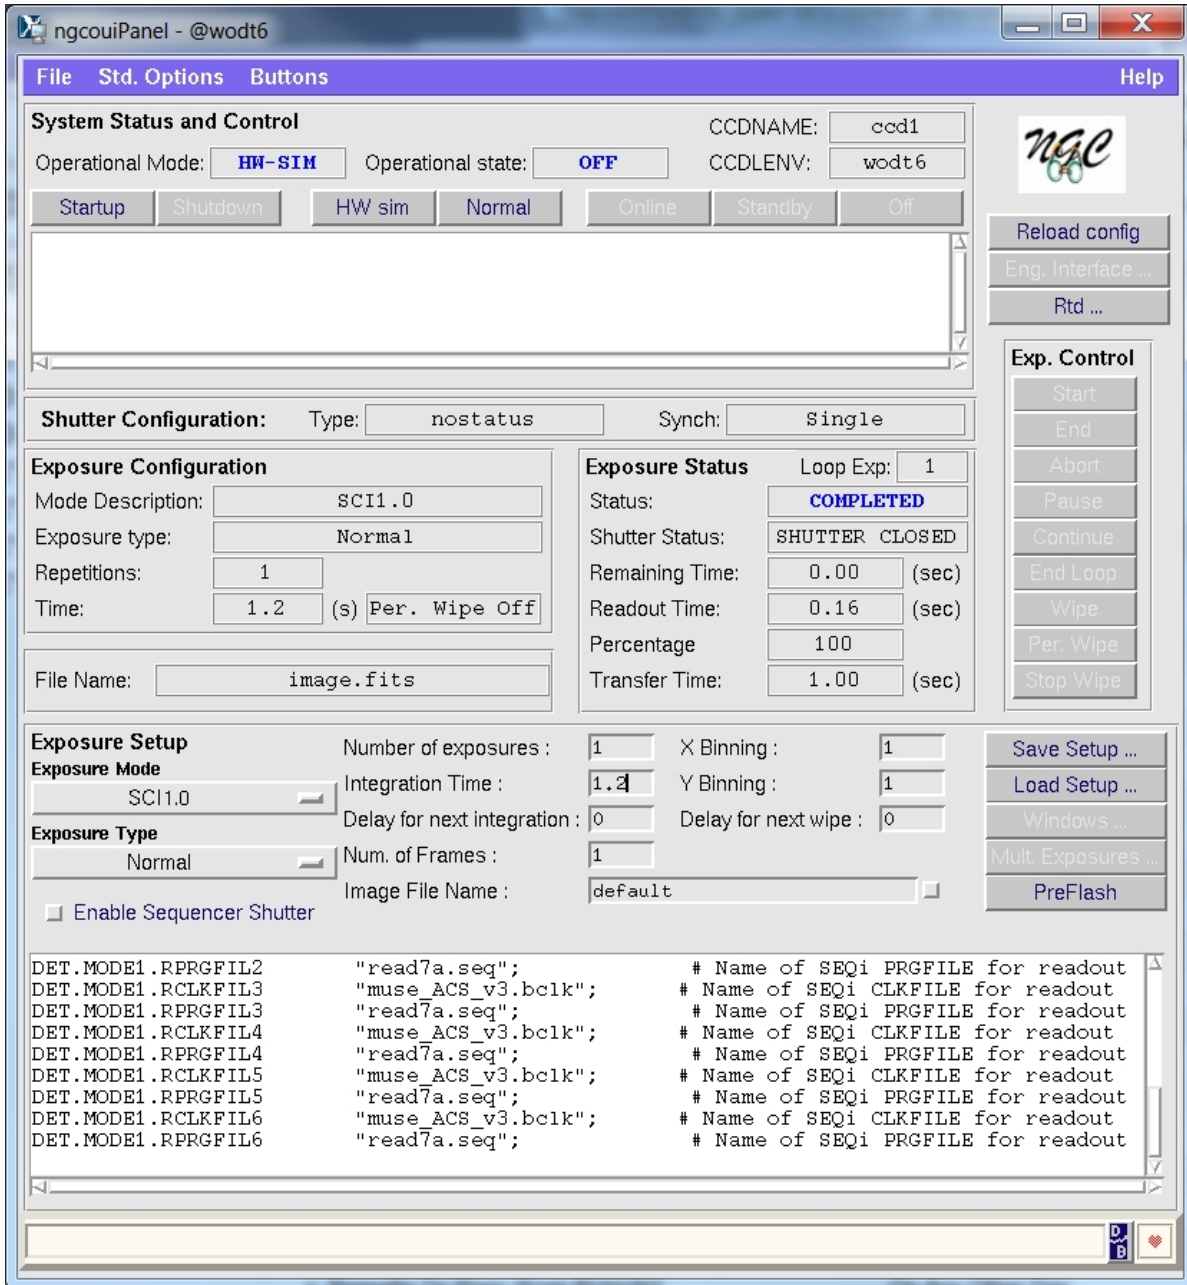 ngcouiPanel - @wodt6
File Std. Options Buttons Help
System Status and Control
CCDNAME: ccd1
Operational Mode: HW-SIM Operational state: OFF CCDLENV: wodt6
NGC
Startup Shutdown HW sim Normal Online Standby Off
Reload config
Eng. Interface ...
Rtd ...
Exp. Control
Start
End
Abort
Pause
Continue
End Loop
Wipe
Per. Wipe
Stop Wipe
Shutter Configuration: Type: nostatus Synch: Single
Exposure Configuration
Mode Description: SCI1.0
Exposure type: Normal
Repetitions: 1
Time: 1.2 (s) Per. Wipe Off
File Name: image.fits
Exposure Status Loop Exp: 1
Status: COMPLETED
Shutter Status: SHUTTER CLOSED
Remaining Time: 0.00 (sec)
Readout Time: 0.16 (sec)
Percentage 100
Transfer Time: 1.00 (sec)
Exposure Setup
Exposure Mode
SCI1.0
Exposure Type
Normal
Enable Sequencer Shutter
Number of exposures : 1 X Binning : 1
Integration Time : 1.2 Y Binning : 1
Delay for next integration : 0 Delay for next wipe : 0
Num. of Frames : 1
Image File Name : default
Save Setup ...
Load Setup ...
Windows ...
Mult. Exposures ...
PreFlash
DET.MODE1.RPRGFIL2 "read7a.seq"; # Name of SEQi PRGFILE for readout
DET.MODE1.RCLKFIL3 "muse_ACS_v3.bclk"; # Name of SEQi CLKFILE for readout
DET.MODE1.RPRGFIL3 "read7a.seq"; # Name of SEQi PRGFILE for readout
DET.MODE1.RCLKFIL4 "muse_ACS_v3.bclk"; # Name of SEQi CLKFILE for readout
DET.MODE1.RPRGFIL4 "read7a.seq"; # Name of SEQi PRGFILE for readout
DET.MODE1.RCLKFIL5 "muse_ACS_v3.bclk"; # Name of SEQi CLKFILE for readout
DET.MODE1.RPRGFIL5 "read7a.seq"; # Name of SEQi PRGFILE for readout
DET.MODE1.RCLKFIL6 "muse_ACS_v3.bclk"; # Name of SEQi CLKFILE for readout
DET.MODE1.RPRGFIL6 "read7a.seq"; # Name of SEQi PRGFILE for readout
D
B